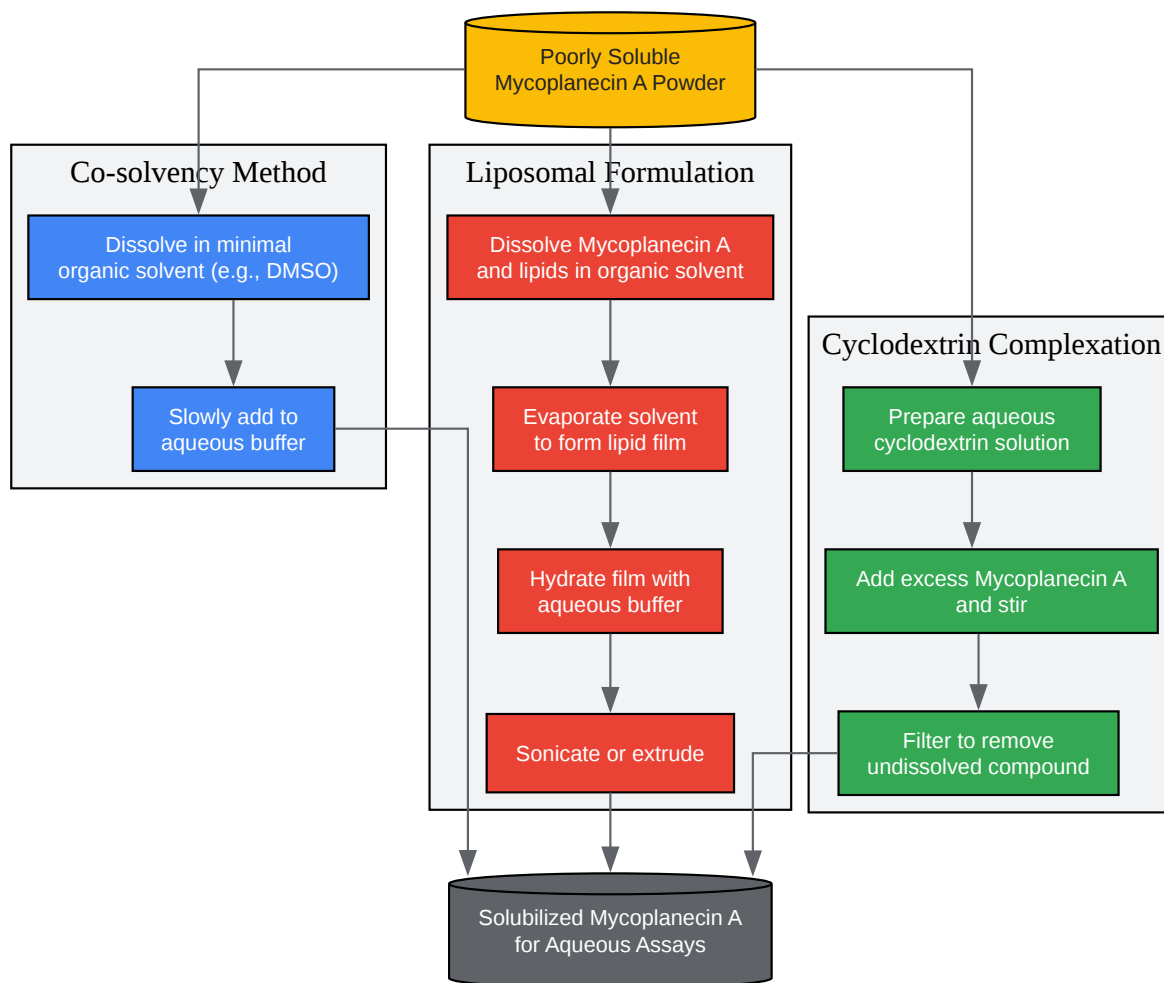 Poorly Soluble
Mycoplanecin A Powder
Co-solvency Method
Dissolve in minimal
organic solvent (e.g., DMSO)
Slowly add to
aqueous buffer
Liposomal Formulation
Dissolve Mycoplanecin A
and lipids in organic solvent
Evaporate solvent
to form lipid film
Hydrate film with
aqueous buffer
Sonicate or extrude
Cyclodextrin Complexation
Prepare aqueous
cyclodextrin solution
Add excess Mycoplanecin A
and stir
Filter to remove
undissolved compound
Solubilized Mycoplanecin A
for Aqueous Assays